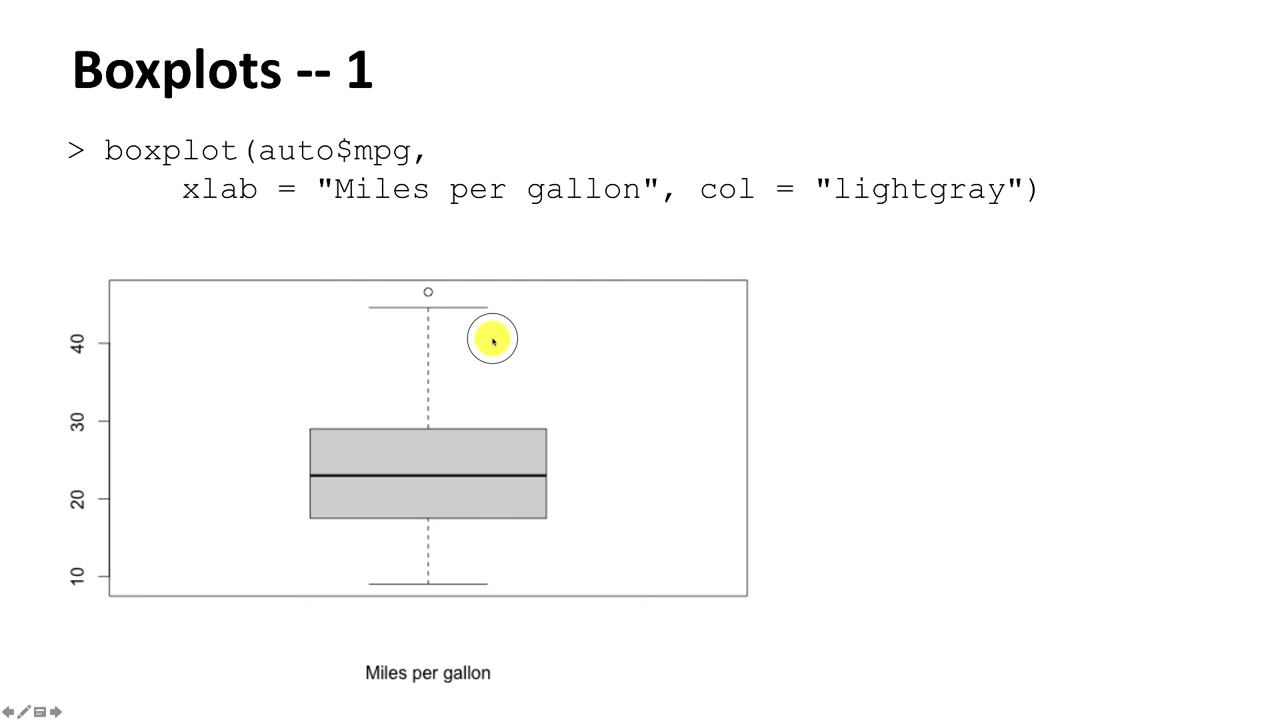 Boxplots -- 1
> boxplot(auto$mpg,
xlab = "Miles per gallon", col = "lightgray")
40
30
20
10
Miles per gallon